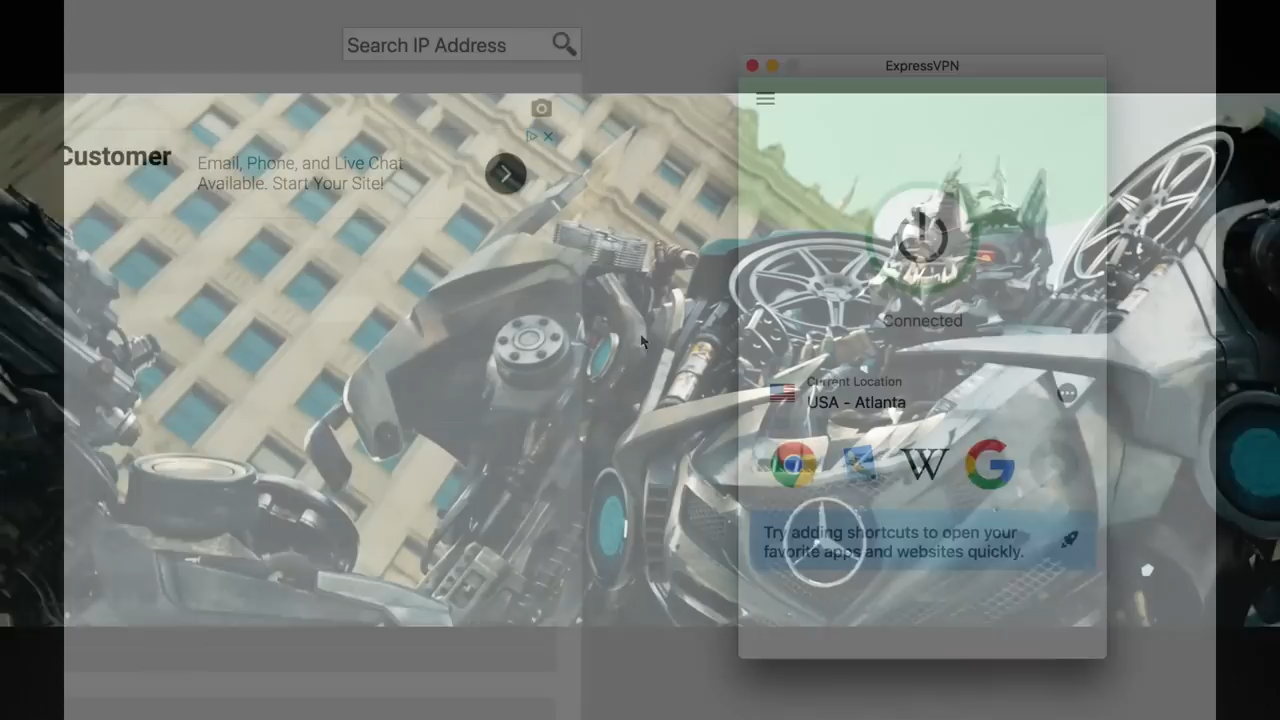 Search IP Address
ExpressVPN
Customer
Email, Phone, and Live Chat
Available. Start Your Site!
Connected
Current Location
USA - Atlanta
W
G
Try adding shortcuts to open your
favorite apps and websites quickly.